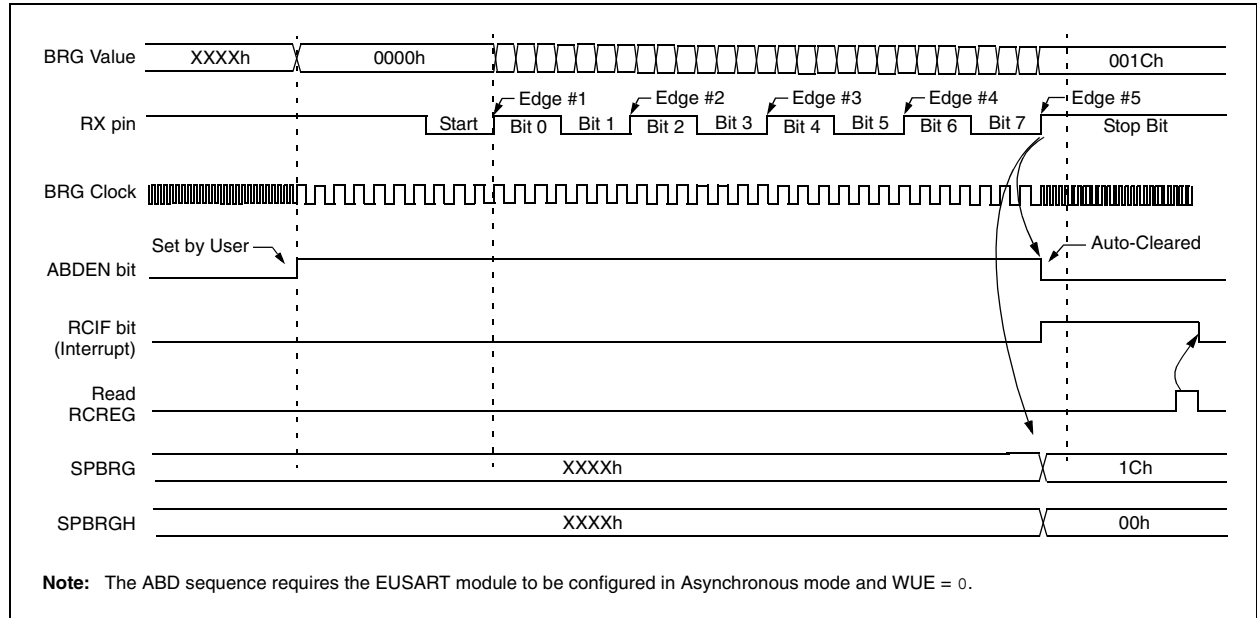 BRG Value XXXXh 0000h 001Ch
Edge #1 Edge #2 Edge #3 Edge #4 Edge #5
RX pin Start Bit 0 Bit 1 Bit 2 Bit 3 Bit 4 Bit 5 Bit 6 Bit 7 Stop Bit
BRG Clock
Set by User Auto-Cleared
ABDEN bit
RCIF bit
(Interrupt)
Read
RCREG
SPBRG XXXXh 1Ch
SPBRGH XXXXh 00h
Note: The ABD sequence requires the EUSART module to be configured in Asynchronous mode and WUE = 0.